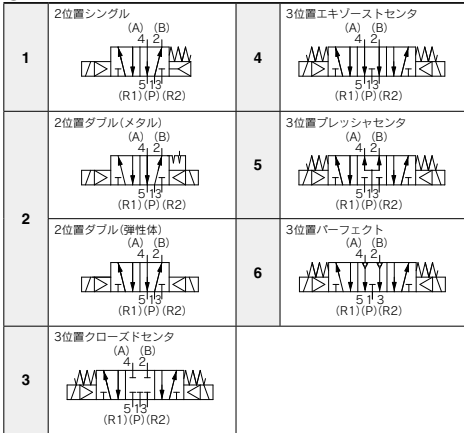 1
2位置シングル
(A) (B)
4 2
5 1 3
(R1)(P)(R2)
2
2位置ダブル(メタル)
(A) (B)
4 2
5 1 3
(R1)(P)(R2)
2位置ダブル(弾性体)
(A) (B)
4 2
5 1 3
(R1)(P)(R2)
3
3位置クローズドセンタ
(A) (B)
4 2
5 1 3
(R1)(P)(R2)
4
3位置エキゾーストセンタ
(A) (B)
4 2
5 1 3
(R1)(P)(R2)
5
3位置プレッシャセンタ
(A) (B)
4 2
5 1 3
(R1)(P)(R2)
6
3位置パーフェクト
(A) (B)
4 2
5 1 3
(R1)(P)(R2)